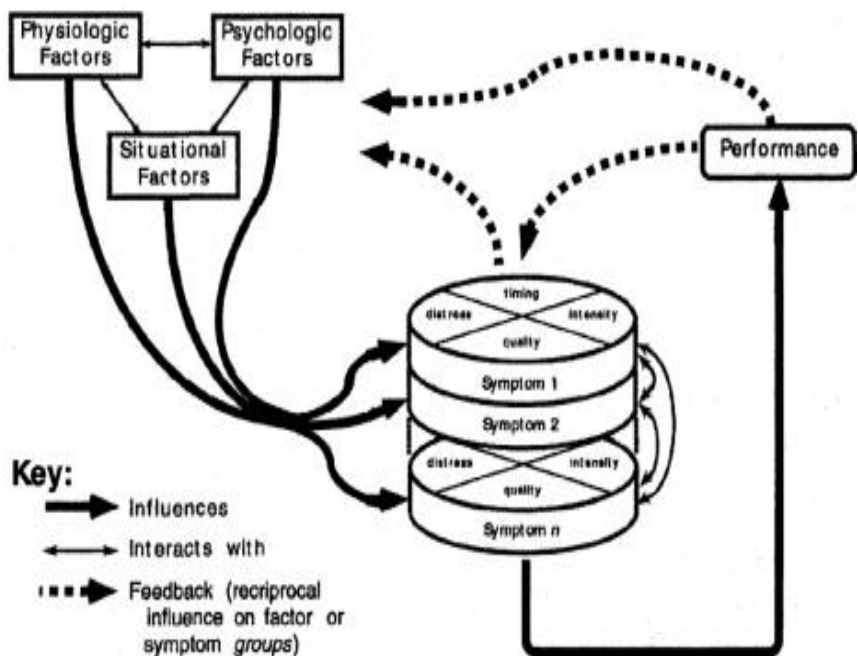 Physiologic
Factors
Psychologic
Factors
Situational
Factors
Performance
timing
distress
intensity
quality
Symptom 1
Symptom 2
distress
intensity
quality
Symptom n
Key:
Influences
Interacts with
Feedback (recriprocal
influence on factor or
symptom groups)